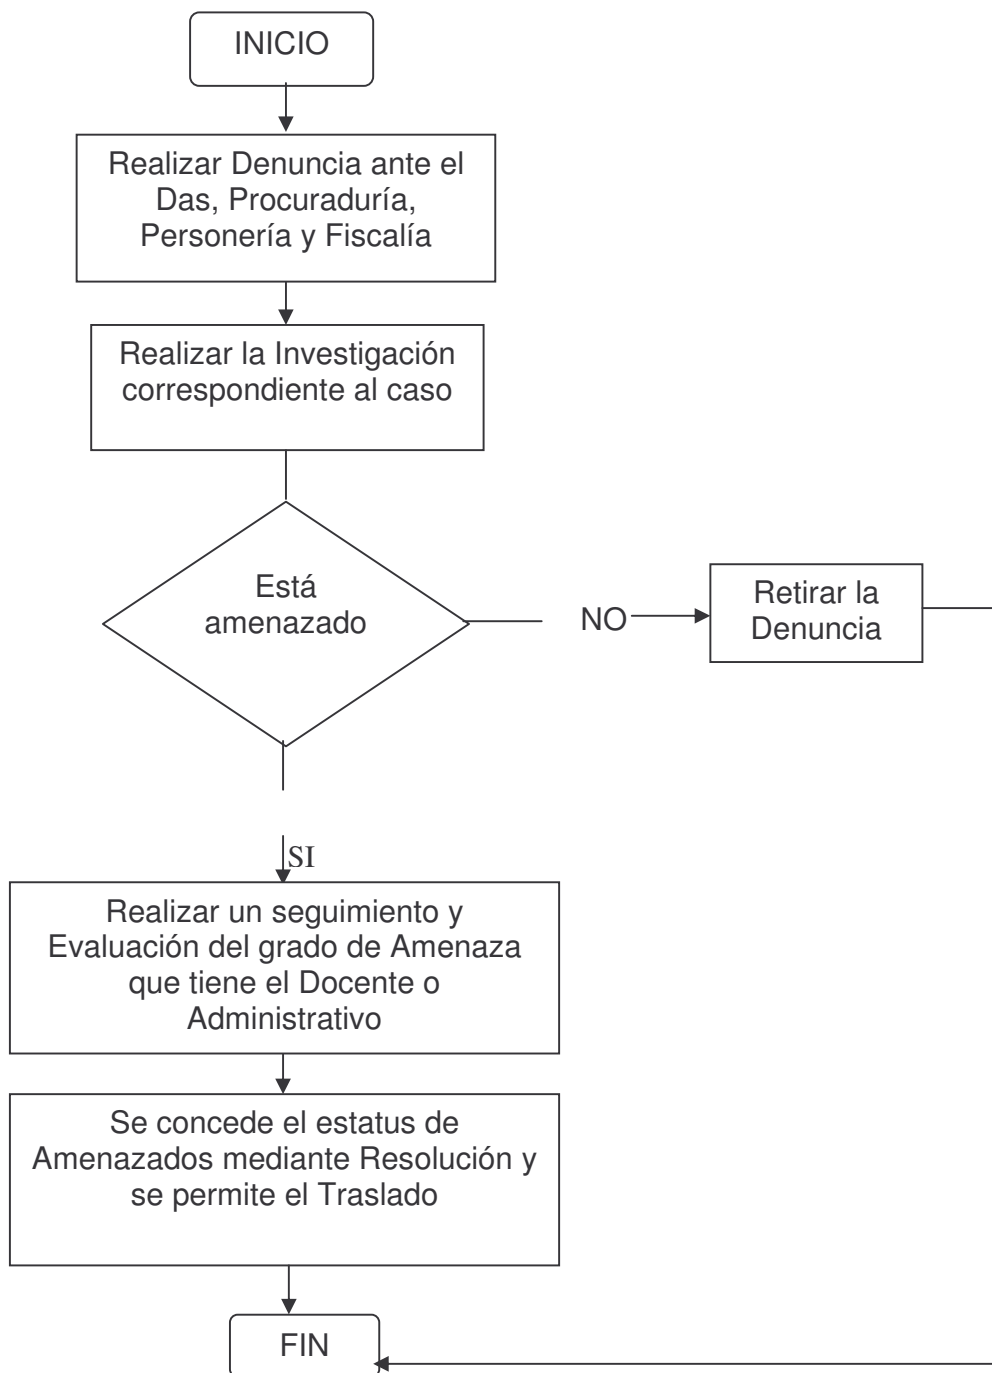 INICIO
Realizar Denuncia ante el
Das, Procuraduría,
Personería y Fiscalía
Realizar la Investigación
correspondiente al caso
Está
amenazado
NO
Retirar la
Denuncia
SI
Realizar un seguimiento y
Evaluación del grado de Amenaza
que tiene el Docente o
Administrativo
Se concede el estatus de
Amenazados mediante Resolución y
se permite el Traslado
FIN